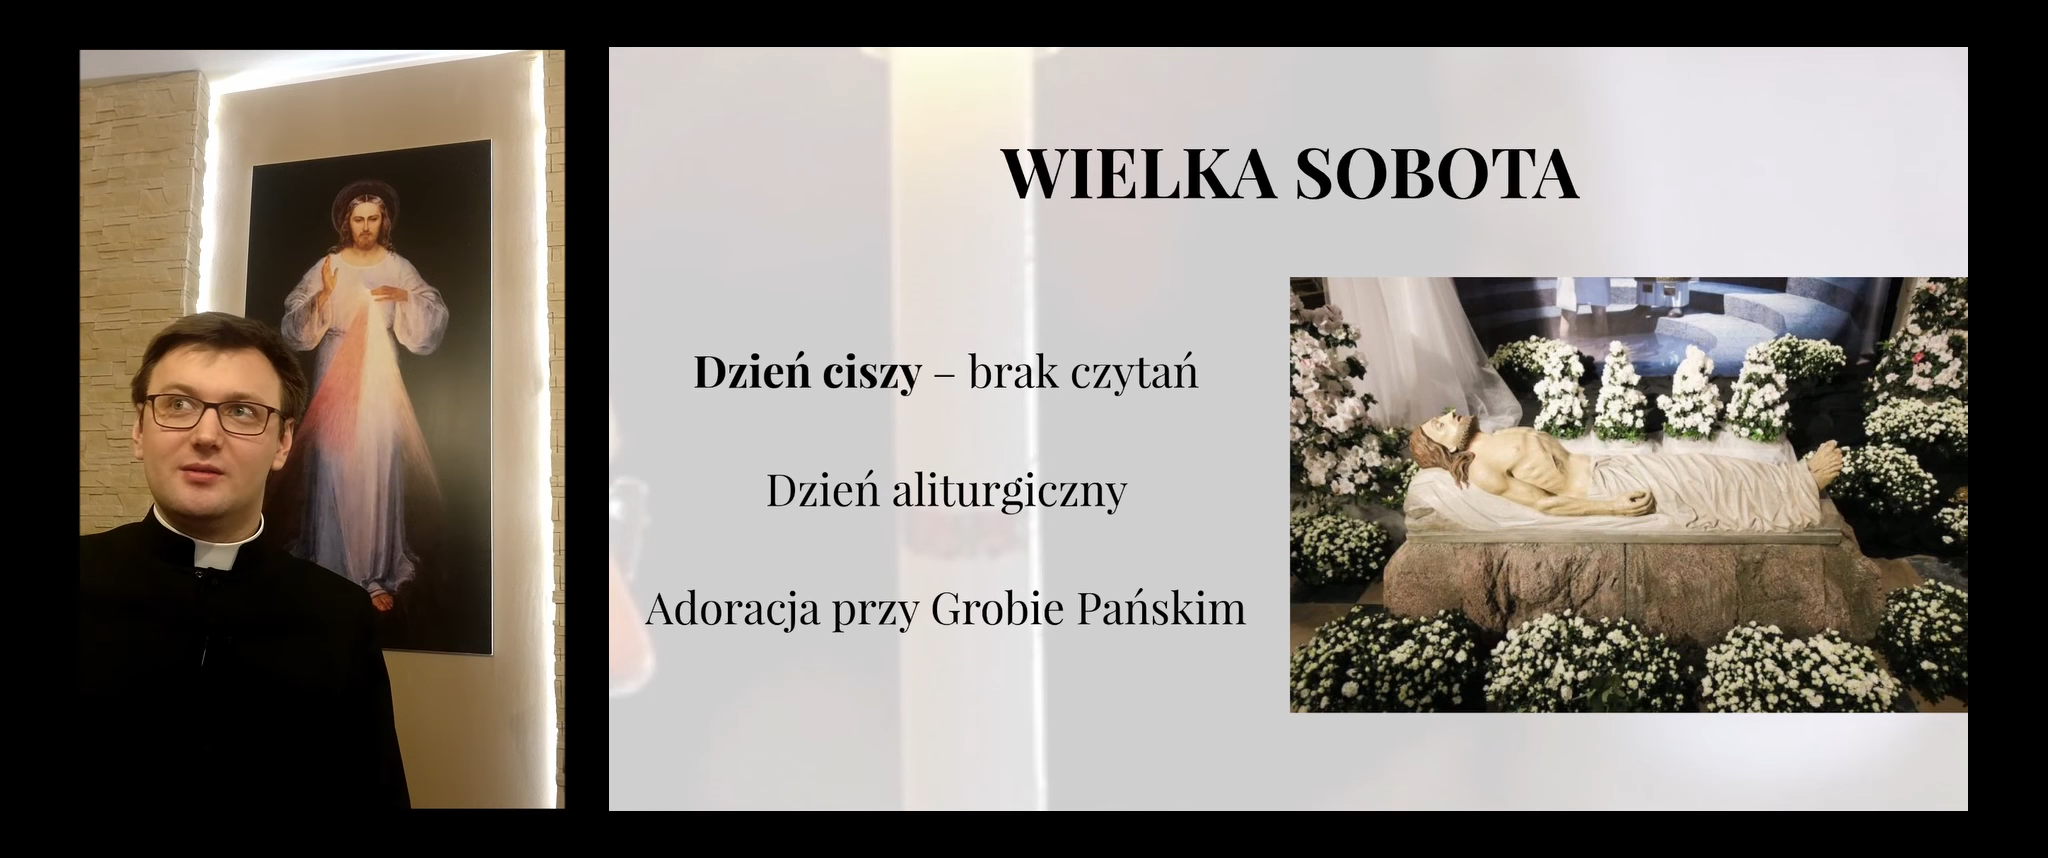 WIELKA SOBOTA
Dzień ciszy – brak czytań
Dzień aliturgiczny
Adoracja przy Grobie Pańskim